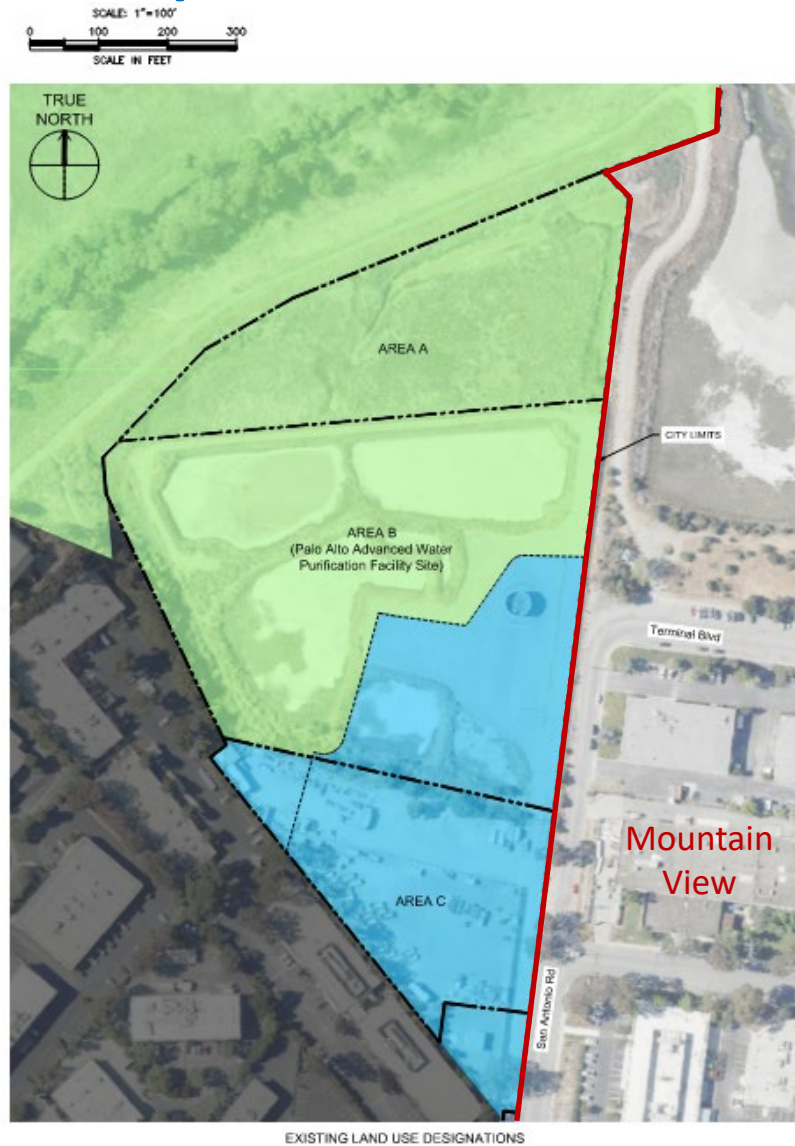 SCALE: 1"=100'
0 100 200 300
SCALE IN FEET
TRUE
NORTH
AREA A
CITY LIMITS
AREA B
(Palo Alto Advanced Water
Purification Facility Site)
Terminal Blvd
Mountain
View
AREA C
San Antonio Rd
EXISTING LAND USE DESIGNATIONS